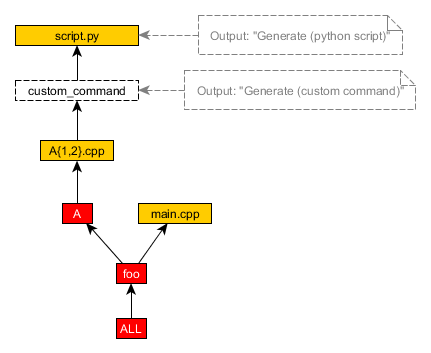 script.py
Output: "Generate (python script)"
custom_command
Output: "Generate (custom command)"
A{1,2}.cpp
A
main.cpp
foo
ALL